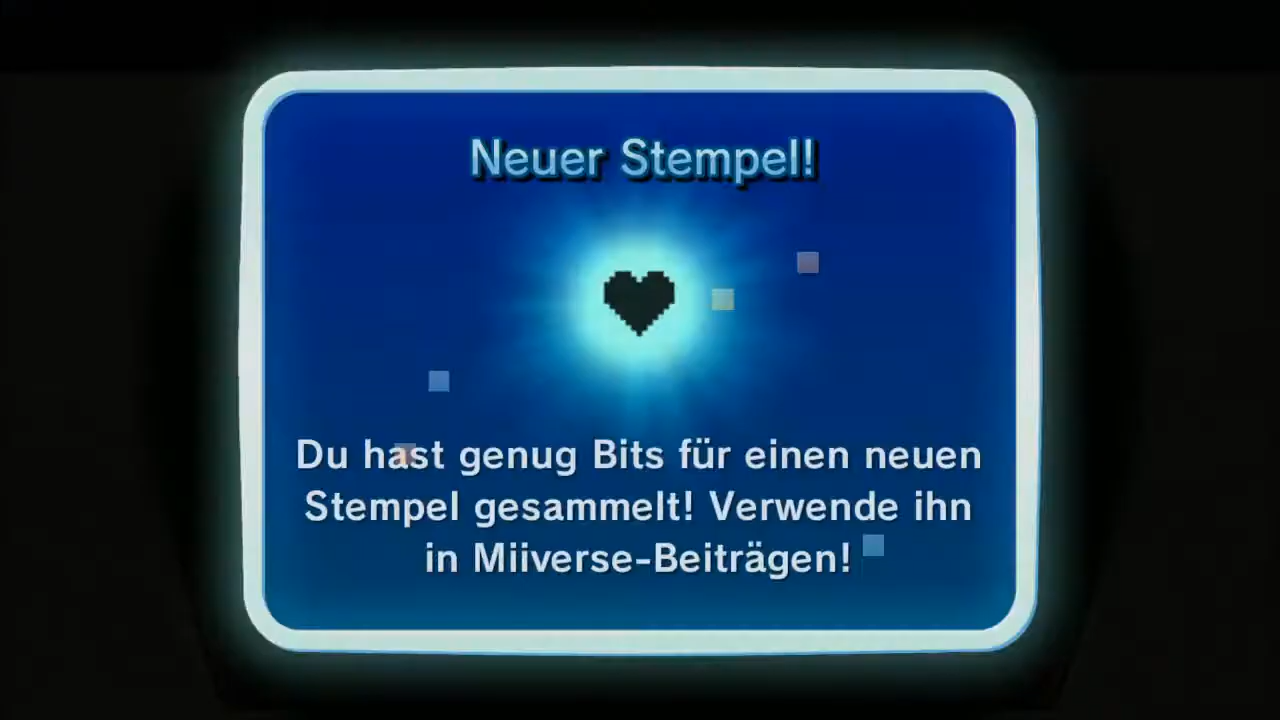 Neuer Stempel!
Du hast genug Bits für einen neuen
Stempel gesammelt! Verwende ihn
in Miiverse-Beiträgen!